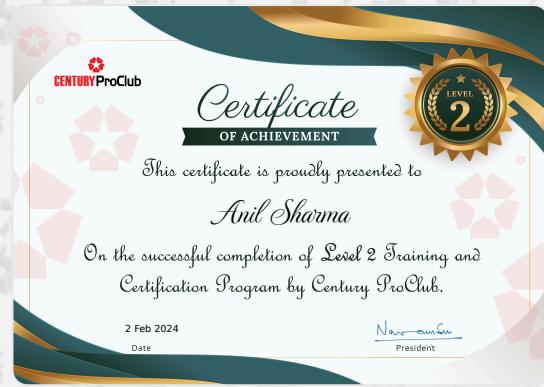 CENTURY ProClub
LEVEL
2
Certificate
OF ACHIEVEMENT
This certificate is proudly presented to
Anil Sharma
On the successful completion of Level 2 Training and
Certification Program by Century ProClub.
2 Feb 2024
Date
President